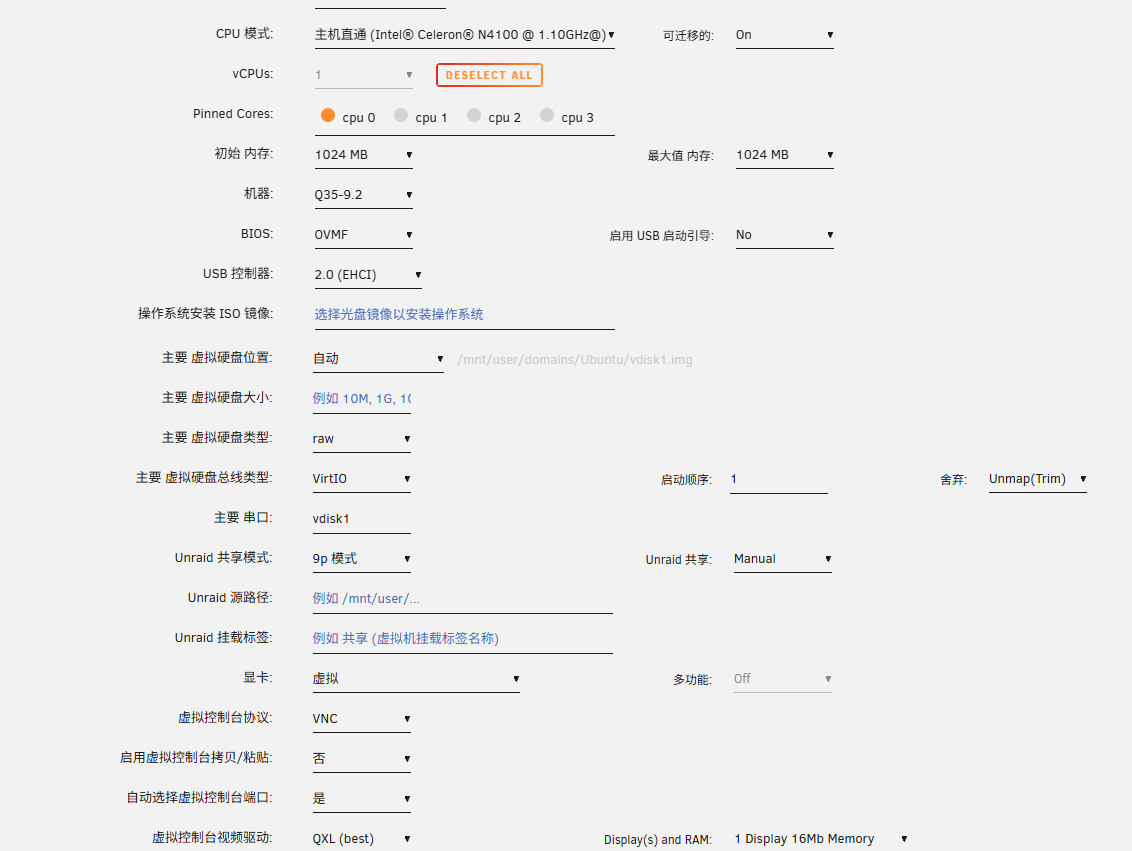 CPU 模式: 主机直通 (Intel® Celeron® N4100 @ 1.10GHz@) 可迁移的: On
vCPUs: 1 DESELECT ALL
Pinned Cores: cpu 0 cpu 1 cpu 2 cpu 3
初始 内存: 1024 MB 最大值 内存: 1024 MB
机器: Q35-9.2
BIOS: OVMF 启用 USB 启动引导: No
USB 控制器: 2.0 (EHCI)
操作系统安装 ISO 镜像: 选择光盘镜像以安装操作系统
主要 虚拟硬盘位置: 自动 /mnt/user/domains/Ubuntu/vdisk1.img
主要 虚拟硬盘大小: 例如 10M, 1G, 10
主要 虚拟硬盘类型: raw
主要 虚拟硬盘总线类型: VirtIO 启动顺序: 1 舍弃: Unmap(Trim)
主要 串口: vdisk1
Unraid 共享模式: 9p 模式 Unraid 共享: Manual
Unraid 源路径: 例如 /mnt/user/...
Unraid 挂载标签: 例如 共享 (虚拟机挂载标签名称)
显卡: 虚拟 多功能: Off
虚拟控制台协议: VNC
启用虚拟控制台拷贝/粘贴: 否
自动选择虚拟控制台端口: 是
虚拟控制台视频驱动: QXL (best) Display(s) and RAM: 1 Display 16Mb Memory